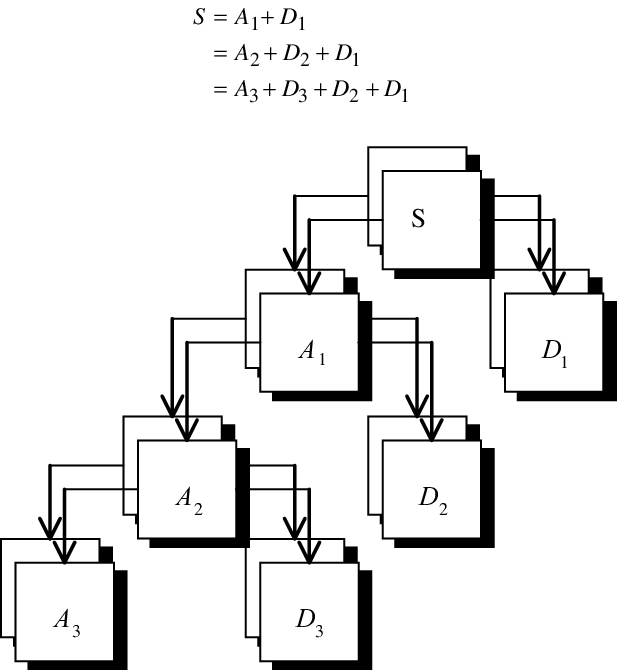 S = A1 + D1
= A2 + D2 + D1
= A3 + D3 + D2 + D1
S
A1
D1
A2
D2
A3
D3